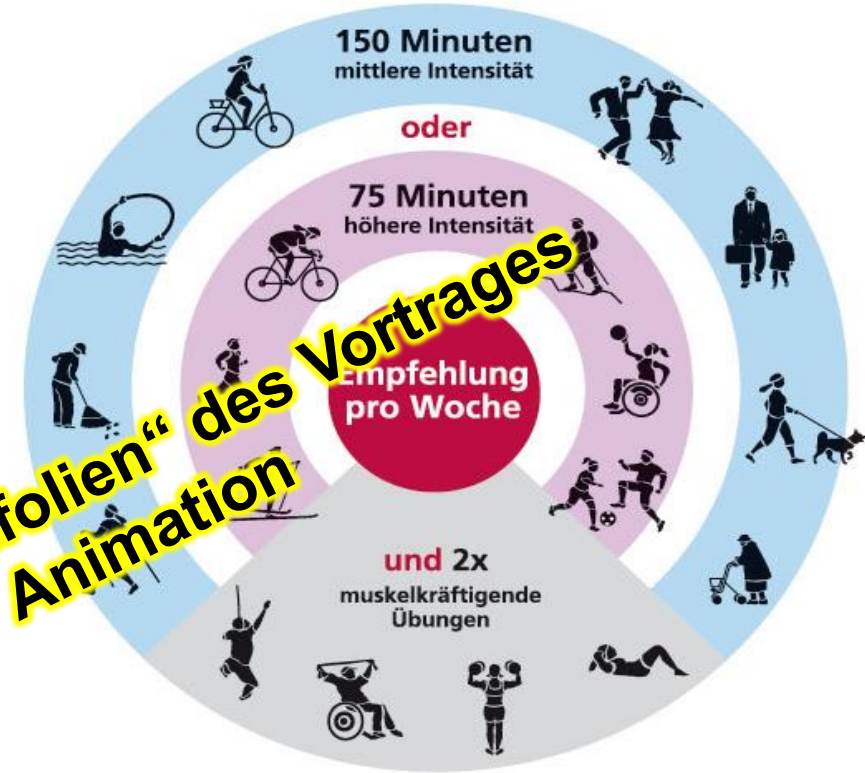 150 Minuten
mittlere Intensität
oder
75 Minuten
höhere Intensität
Empfehlung
pro Woche
und 2x
muskelkräftigende
Übungen
folien“ des Vortrages
Animation